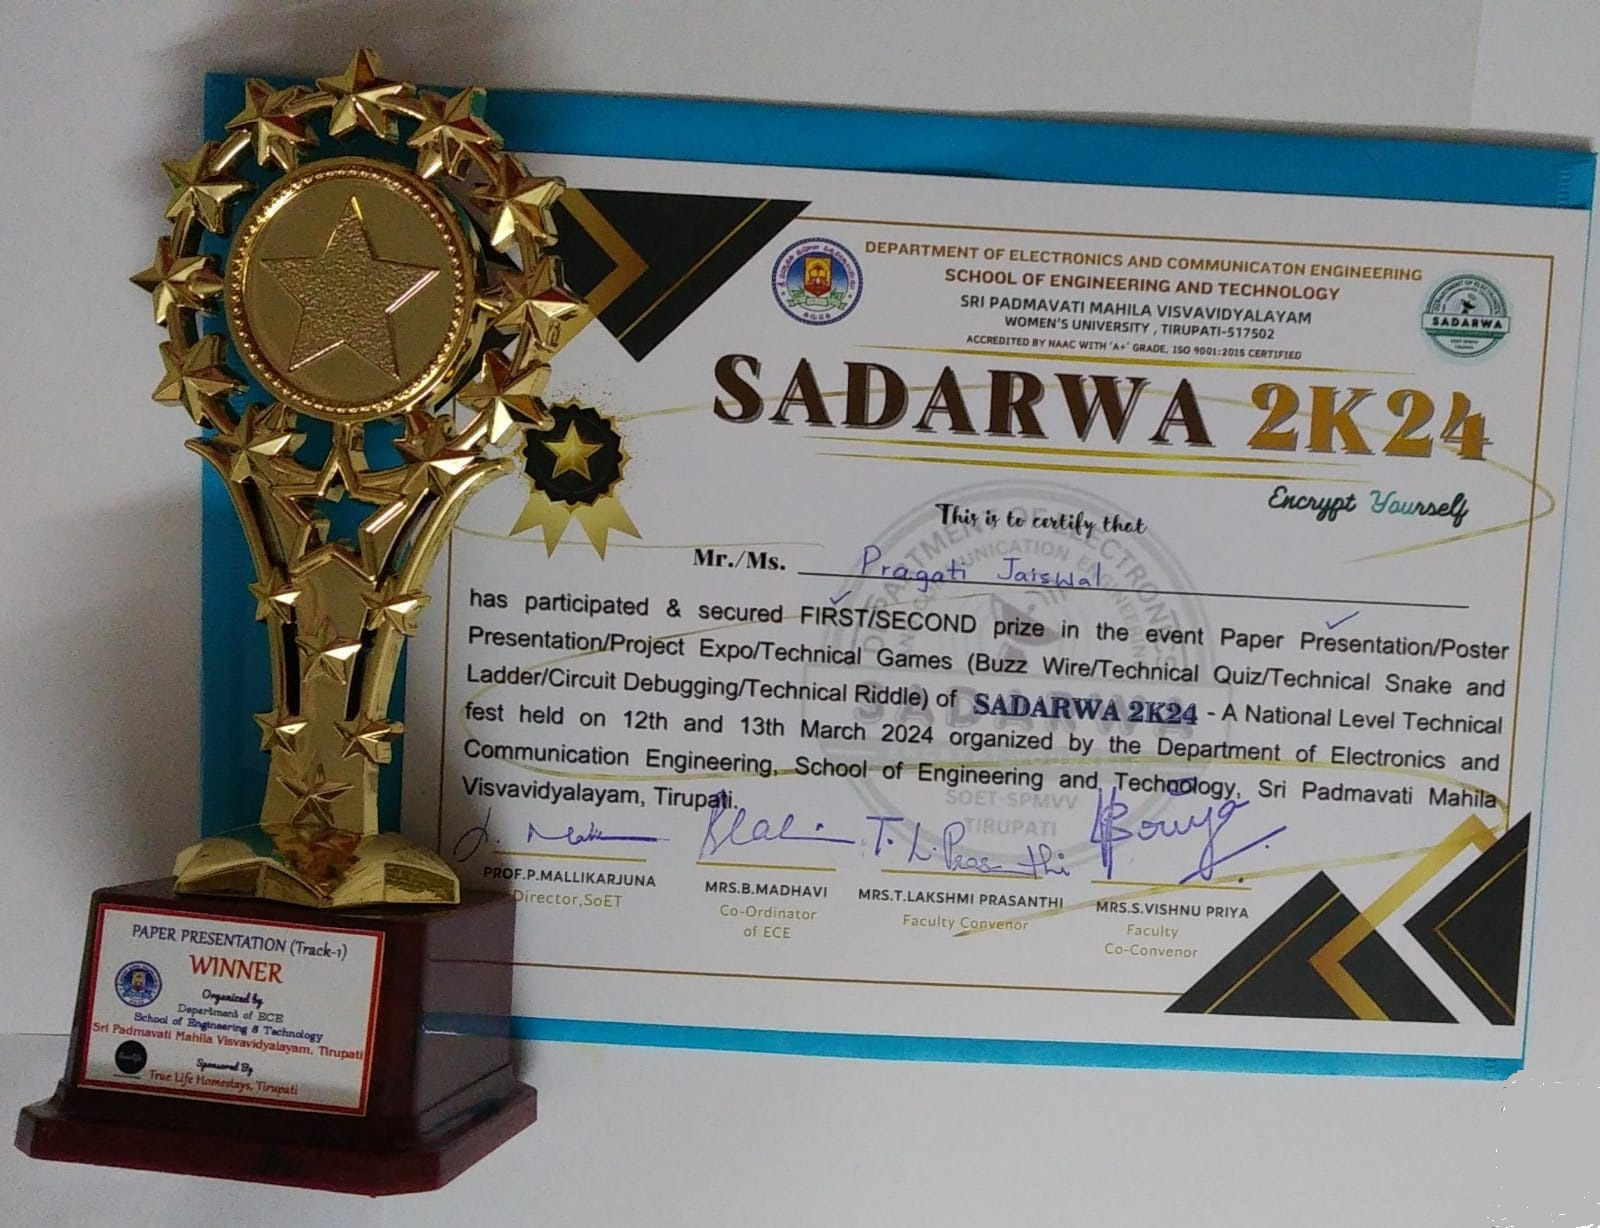 DEPARTMENT OF ELECTRONICS AND COMMUNICATON ENGINEERING
SCHOOL OF ENGINEERING AND TECHNOLOGY
SRI PADMAVATI MAHILA VISVAVIDYALAYAM
WOMEN'S UNIVERSITY , TIRUPATI-517502
ACCREDITED BY NAAC WITH 'A+' GRADE, ISO 9001:2015 CERTIFIED
SADARWA
SADARWA 2K24
Encrypt Yourself
This is to certify that
Mr./Ms. Pragati Jaiswal
has participated & secured FIRST/SECOND prize in the event Paper Presentation/Poster
Presentation/Project Expo/Technical Games (Buzz Wire/Technical Quiz/Technical Snake and
Ladder/Circuit Debugging/Technical Riddle) of SADARWA 2K24 - A National Level Technical
fest held on 12th and 13th March 2024 organized by the Department of Electronics and
Communication Engineering, School of Engineering and Technology, Sri Padmavati Mahila
Visvavidyalayam, Tirupati.
SADARWA
SOET-SPMVV
TIRUPATI
T. L. Prasanthi
PROF.P.MALLIKARJUNA
Director,SoET
MRS.B.MADHAVI
Co-Ordinator
of ECE
MRS.T.LAKSHMI PRASANTHI
Faculty Convenor
MRS.S.VISHNU PRIYA
Faculty
Co-Convenor
PAPER PRESENTATION (Track-1)
WINNER
Organized by
Department of ECE
School of Engineering & Technology
Sri Padmavati Mahila Visvavidyalayam, Tirupati
Sponsored By
True Life Homestays, Tirupati